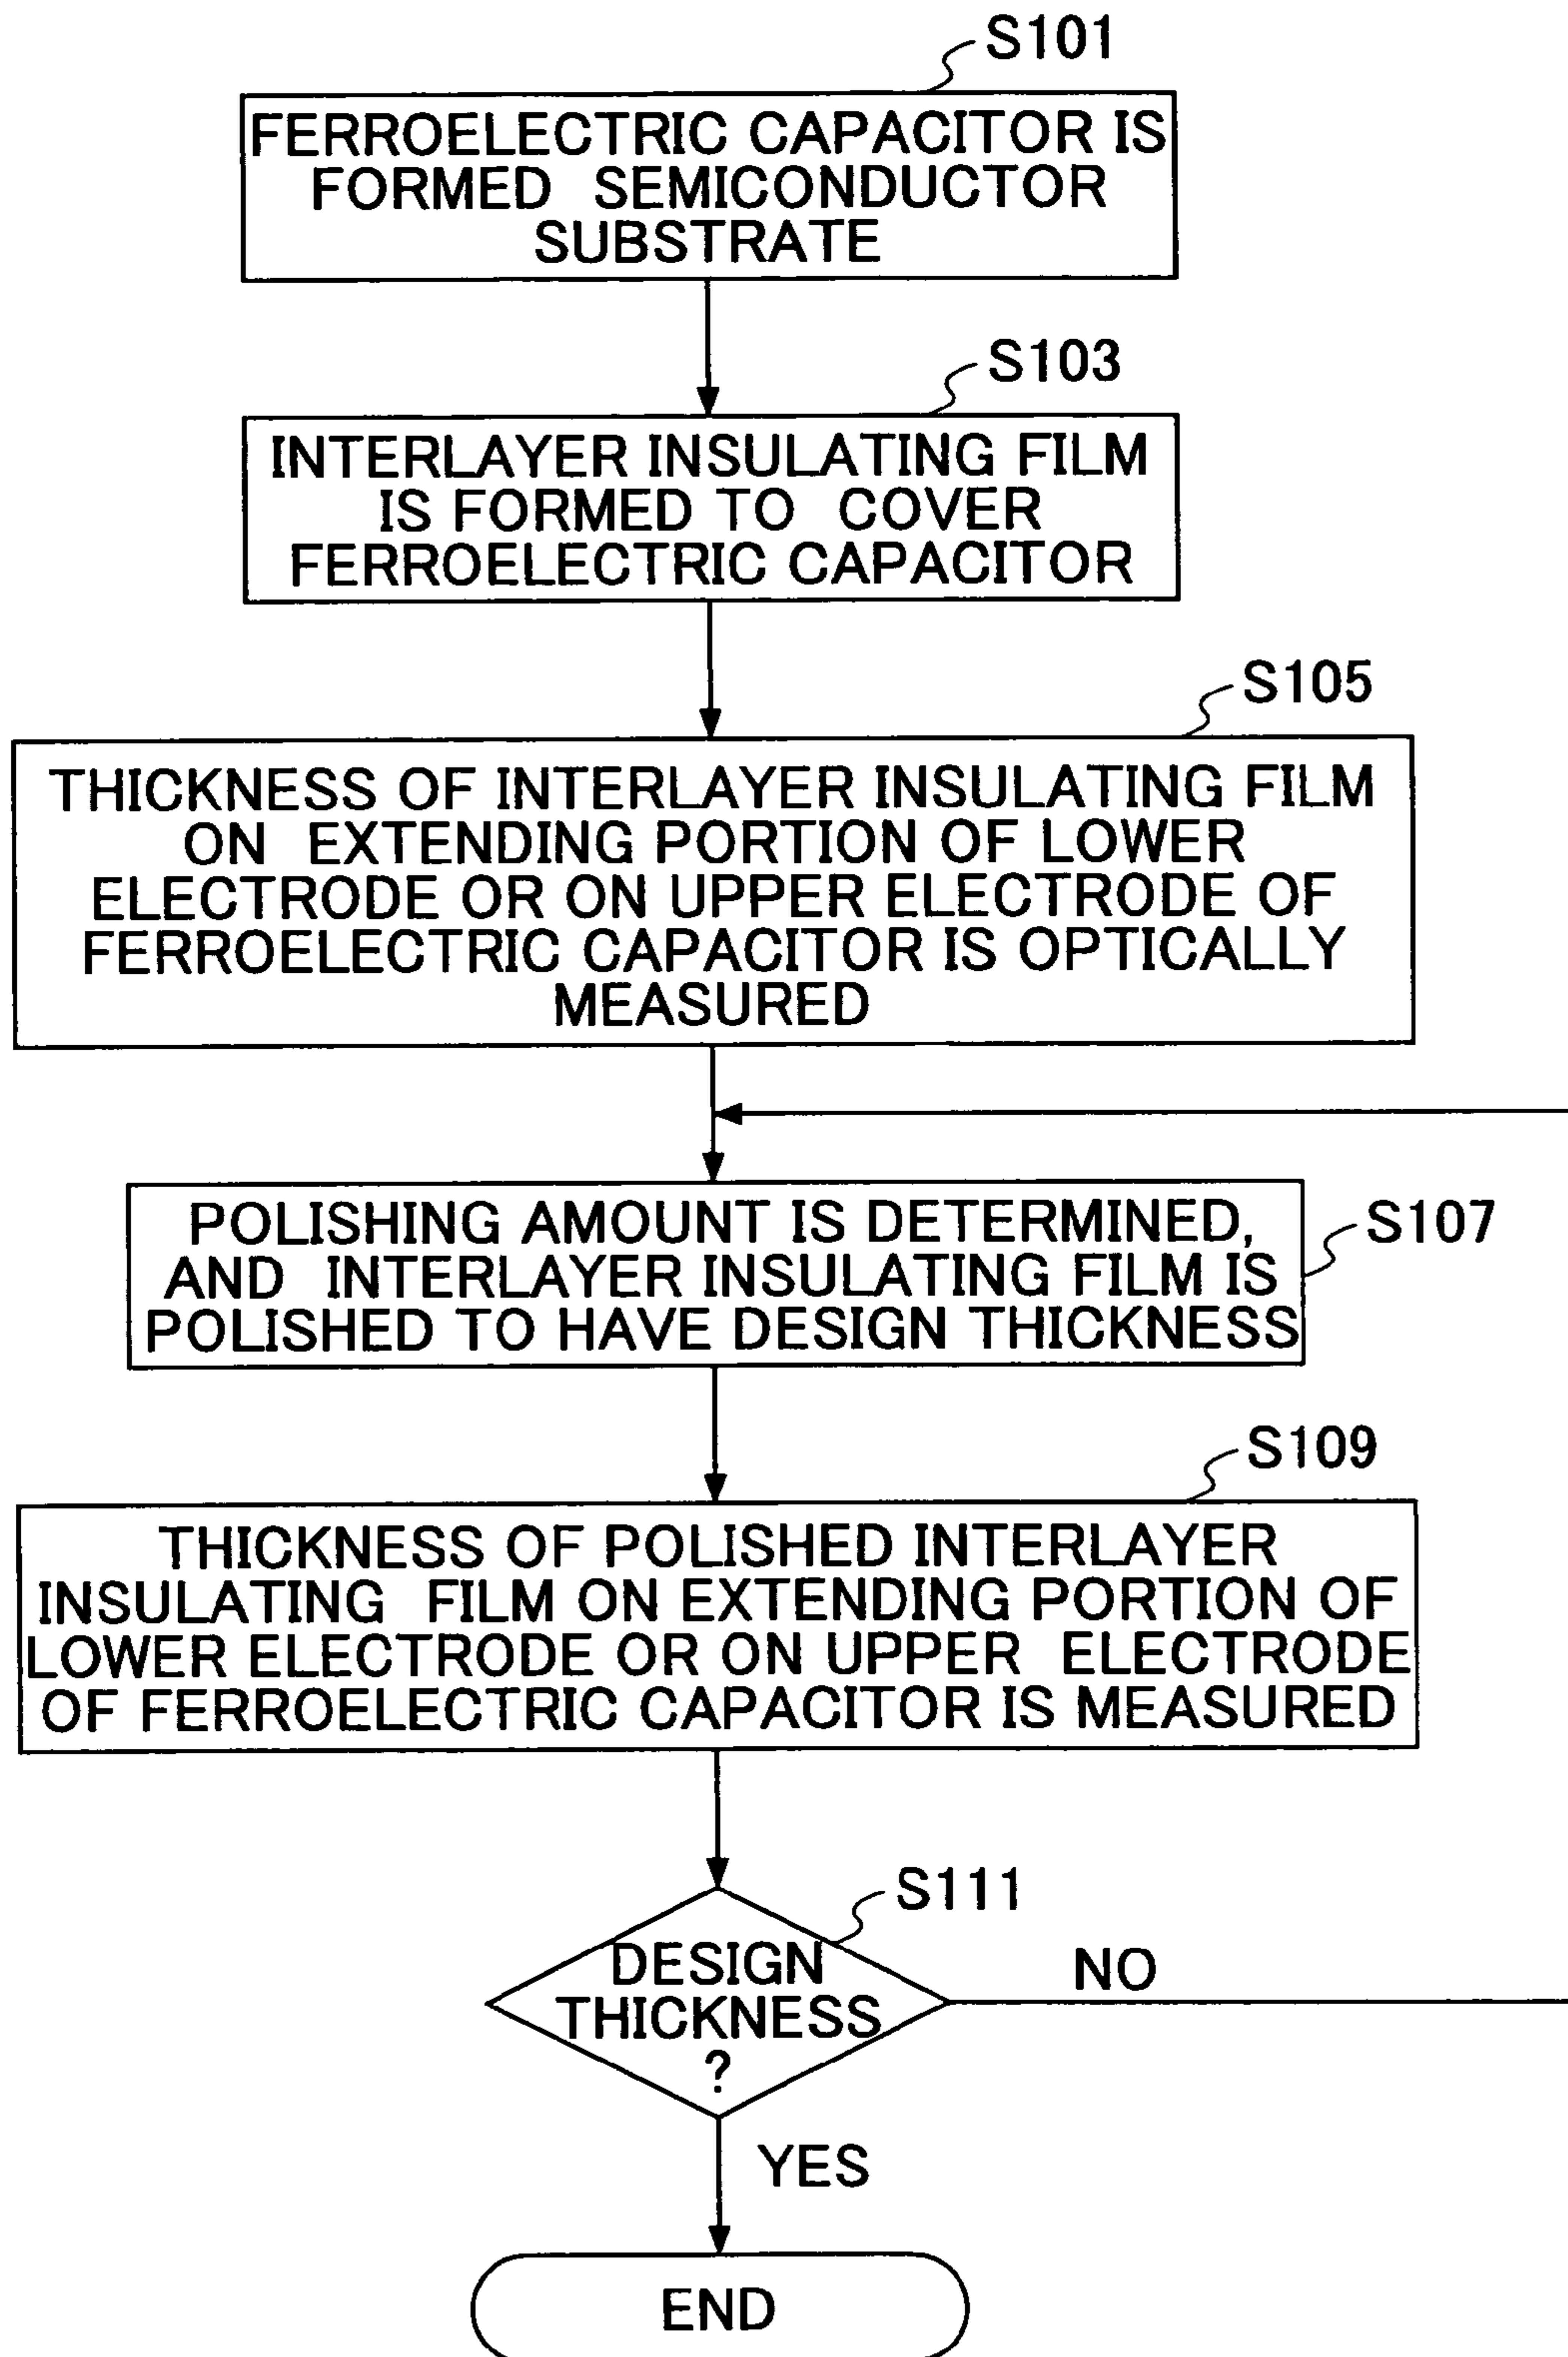 S101
FERROELECTRIC CAPACITOR IS
FORMED SEMICONDUCTOR
SUBSTRATE
S103
INTERLAYER INSULATING FILM
IS FORMED TO COVER
FERROELECTRIC CAPACITOR
S105
THICKNESS OF INTERLAYER INSULATING FILM
ON EXTENDING PORTION OF LOWER
ELECTRODE OR ON UPPER ELECTRODE OF
FERROELECTRIC CAPACITOR IS OPTICALLY
MEASURED
S107
POLISHING AMOUNT IS DETERMINED,
AND INTERLAYER INSULATING FILM IS
POLISHED TO HAVE DESIGN THICKNESS
S109
THICKNESS OF POLISHED INTERLAYER
INSULATING FILM ON EXTENDING PORTION OF
LOWER ELECTRODE OR ON UPPER ELECTRODE
OF FERROELECTRIC CAPACITOR IS MEASURED
S111
DESIGN
THICKNESS
?
NO
YES
END